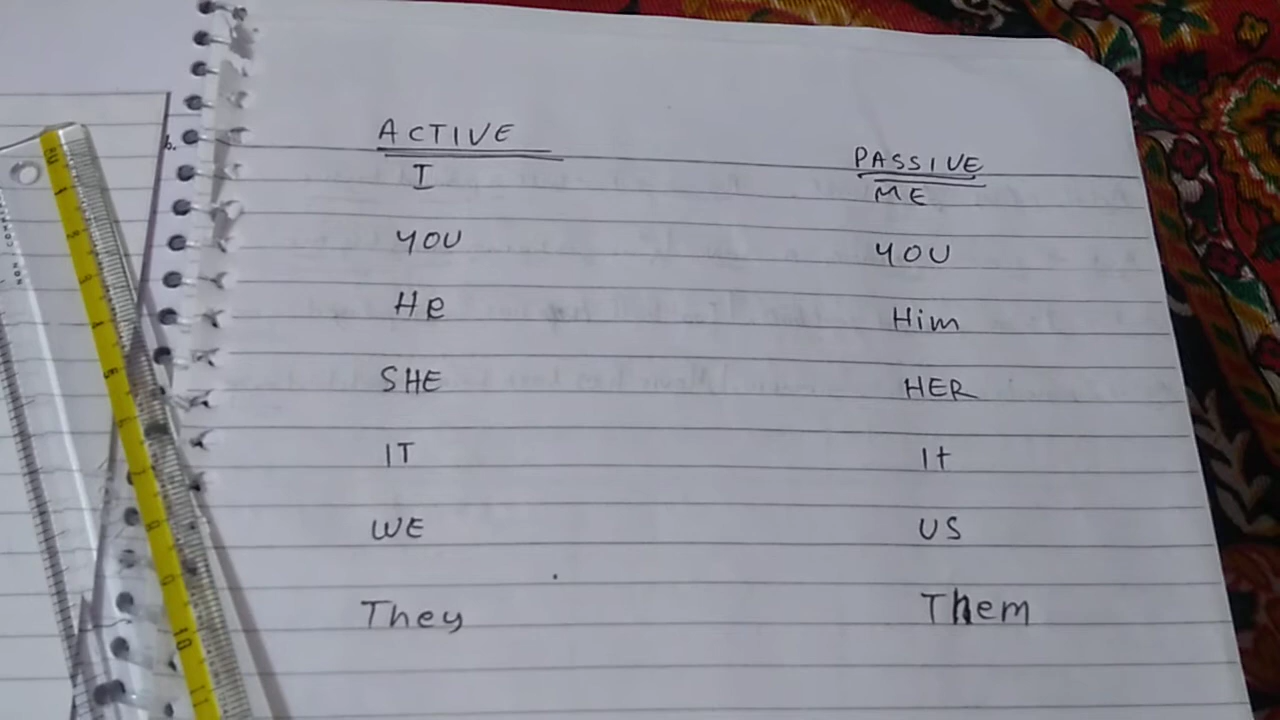 ACTIVE PASSIVE
I ME
YOU YOU
He Him
SHE HER
IT It
WE US
They Them